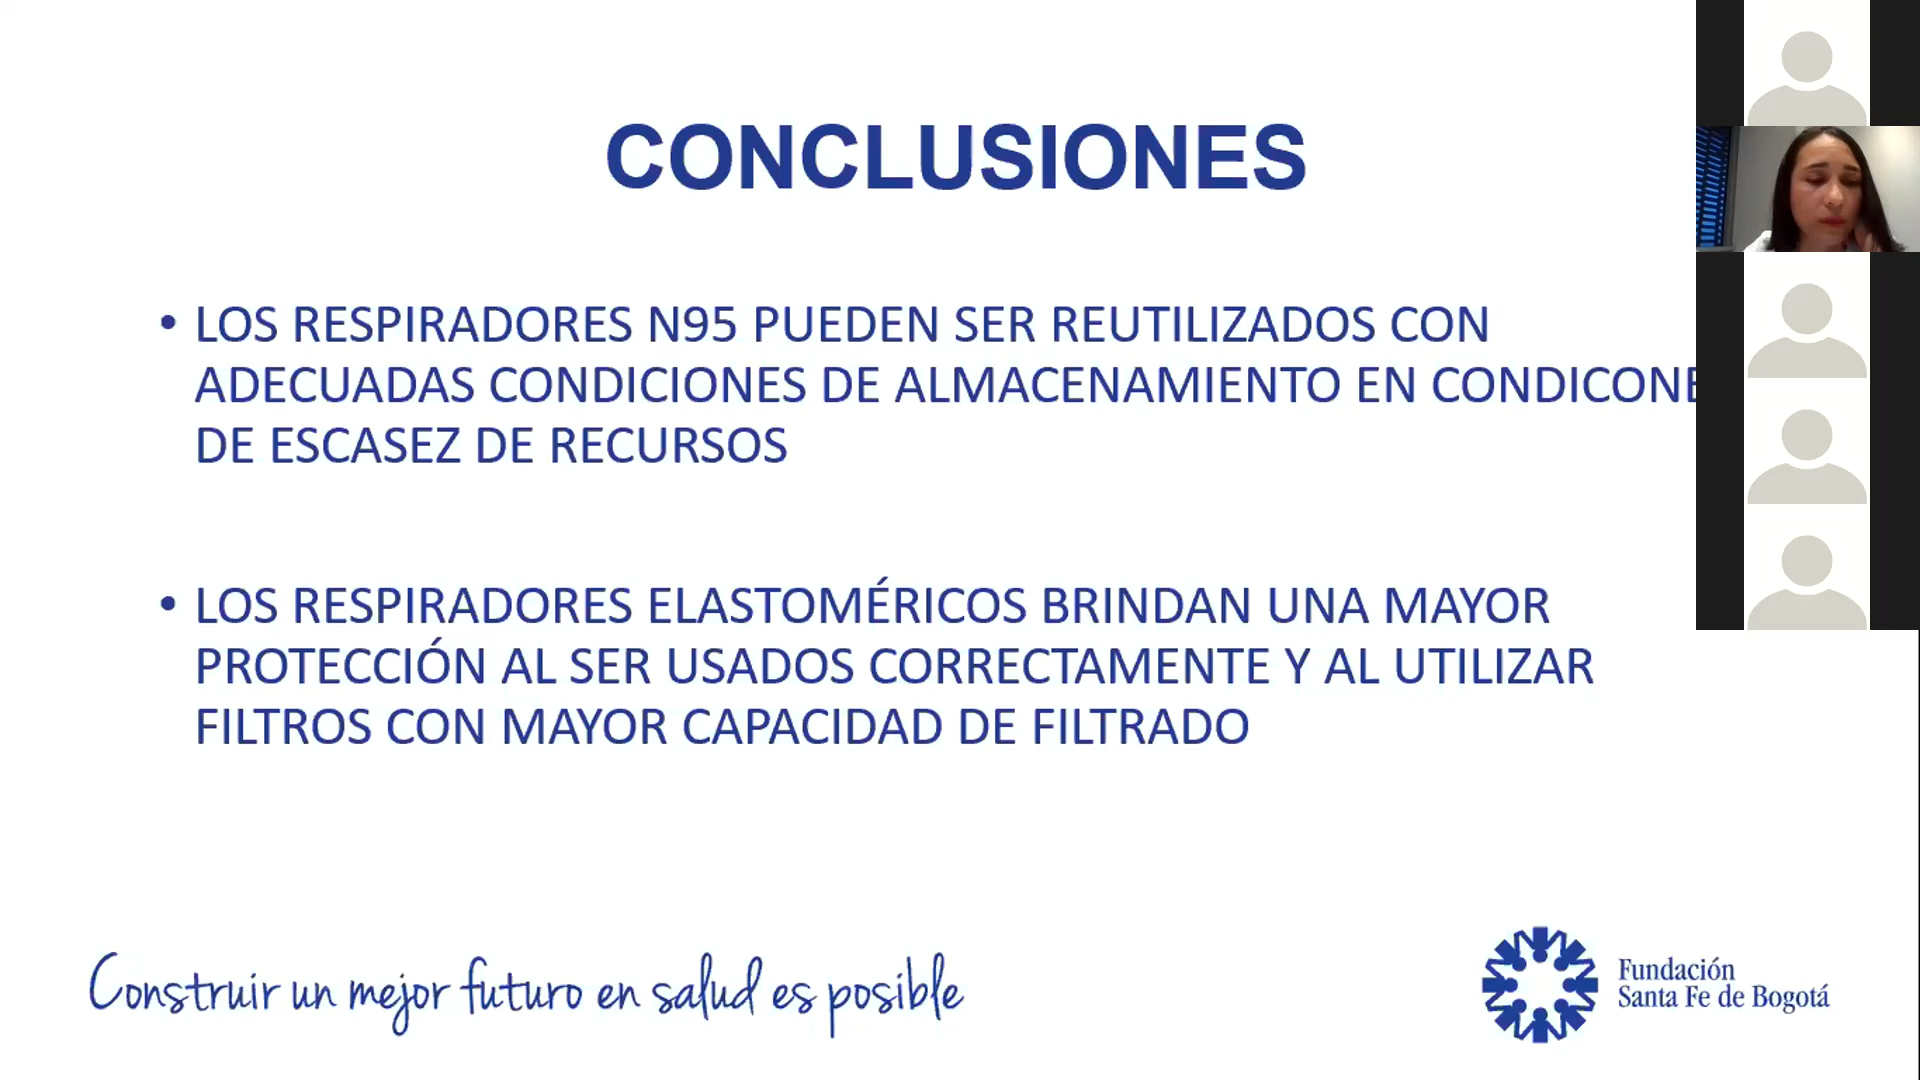 CONCLUSIONES
• LOS RESPIRADORES N95 PUEDEN SER REUTILIZADOS CON
ADECUADAS CONDICIONES DE ALMACENAMIENTO EN CONDICONE
DE ESCASEZ DE RECURSOS
• LOS RESPIRADORES ELASTOMÉRICOS BRINDAN UNA MAYOR
PROTECCIÓN AL SER USADOS CORRECTAMENTE Y AL UTILIZAR
FILTROS CON MAYOR CAPACIDAD DE FILTRADO
Construir un mejor futuro en salud es posible
Fundación
Santa Fe de Bogotá